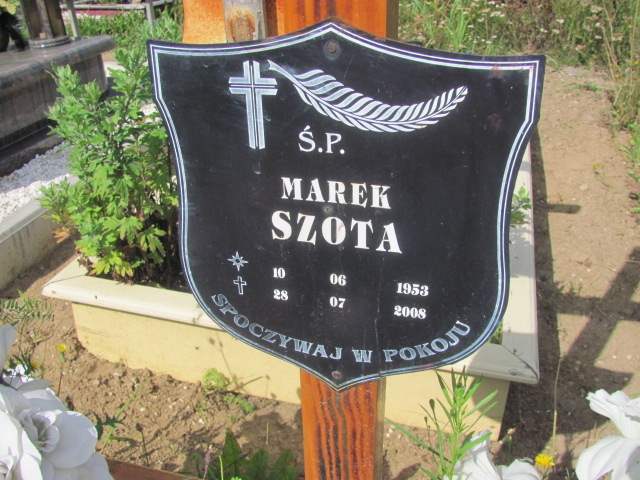 Ś.P.
MAREK
SZOTA
10 06 1953
28 07 2008
SPOCZYWAJ W POKOJU